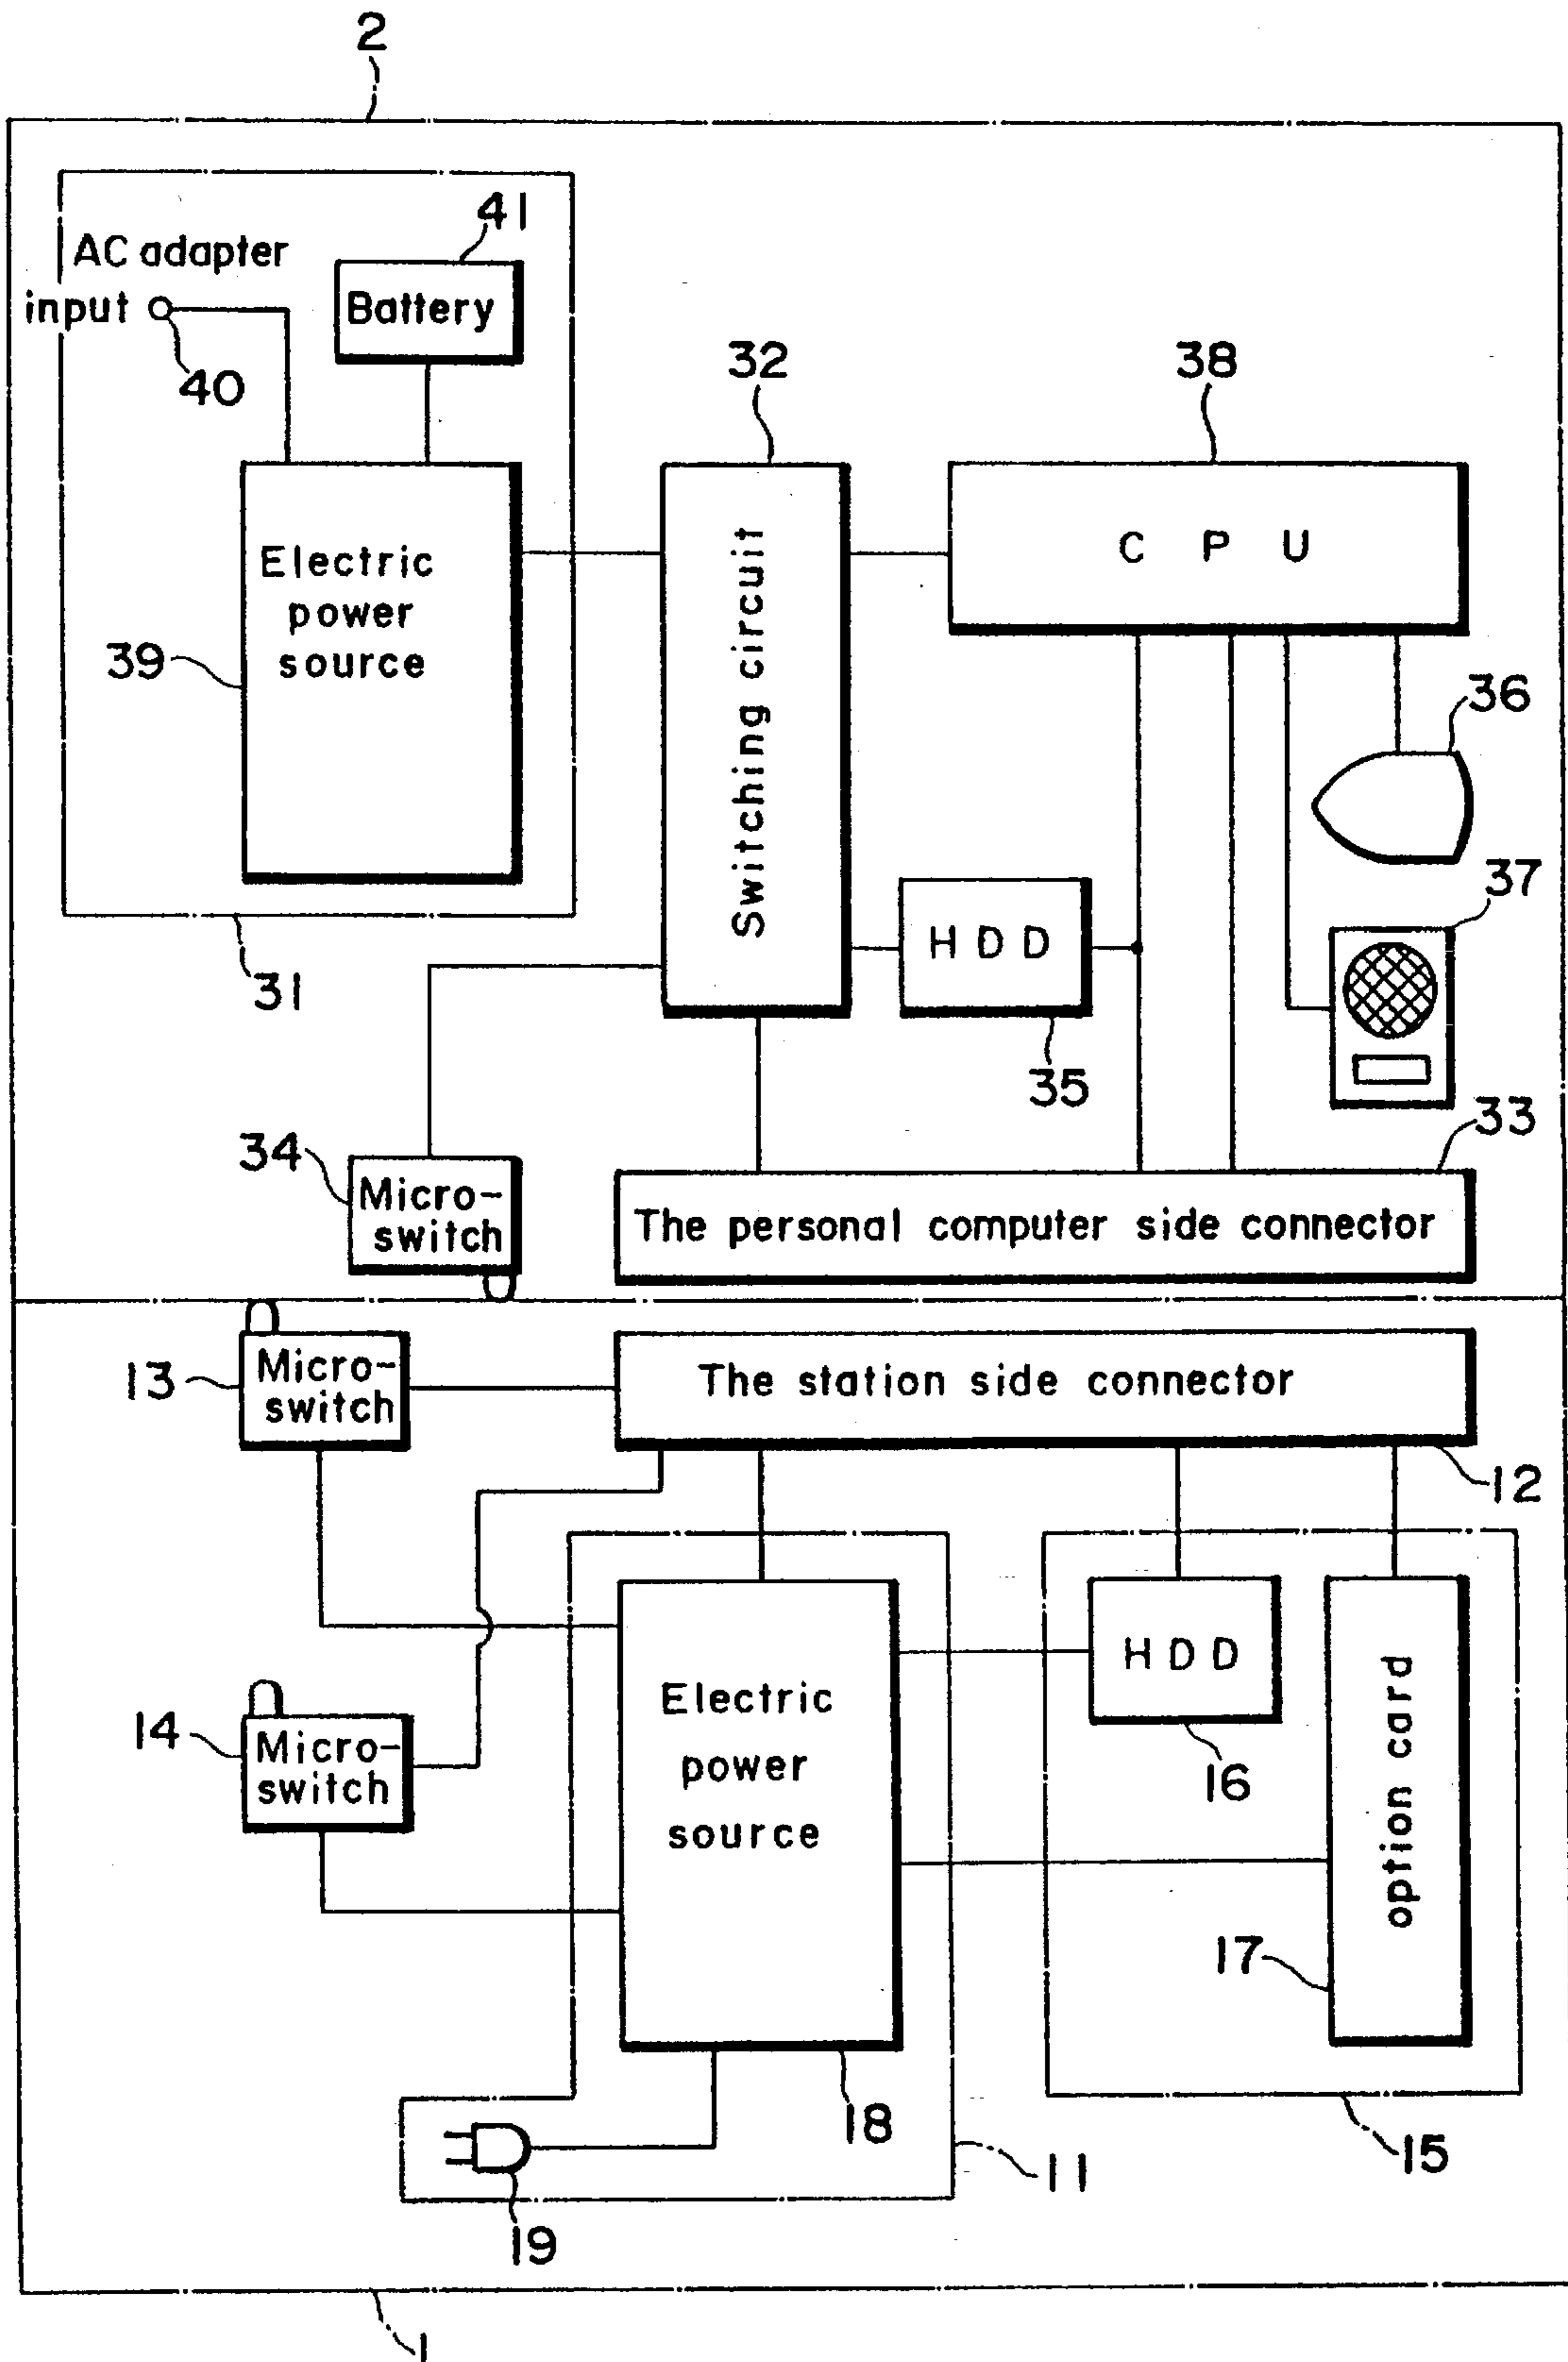 2
41
AC adapter
input
Battery
40
32
38
Electric
power
source
39
Switching circuit
C P U
36
37
HDD
31
35
33
34
Micro-
switch
The personal computer side connector
13
Micro-
switch
The station side connector
12
14
Micro-
switch
Electric
power
source
HDD
16
option card
17
18
11
15
19
1